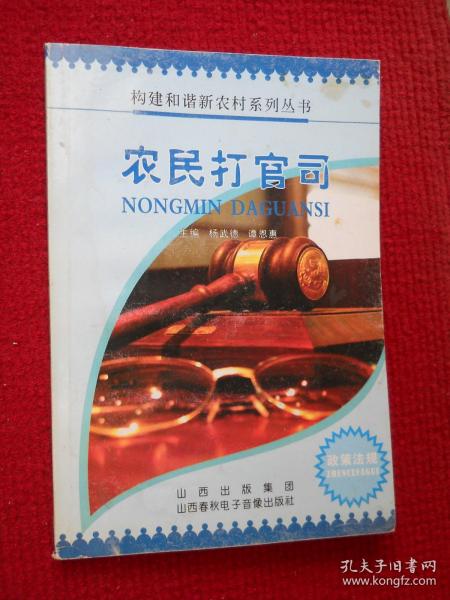 构建和谐新农村系列丛书
农民打官司
NONGMIN DAGUANSI
主编 杨武德 谭恩惠
政策法规
ZHENCEFAGUI
山西出版集团
山西春秋电子音像出版社
孔夫子旧书网
www.kongfz.com